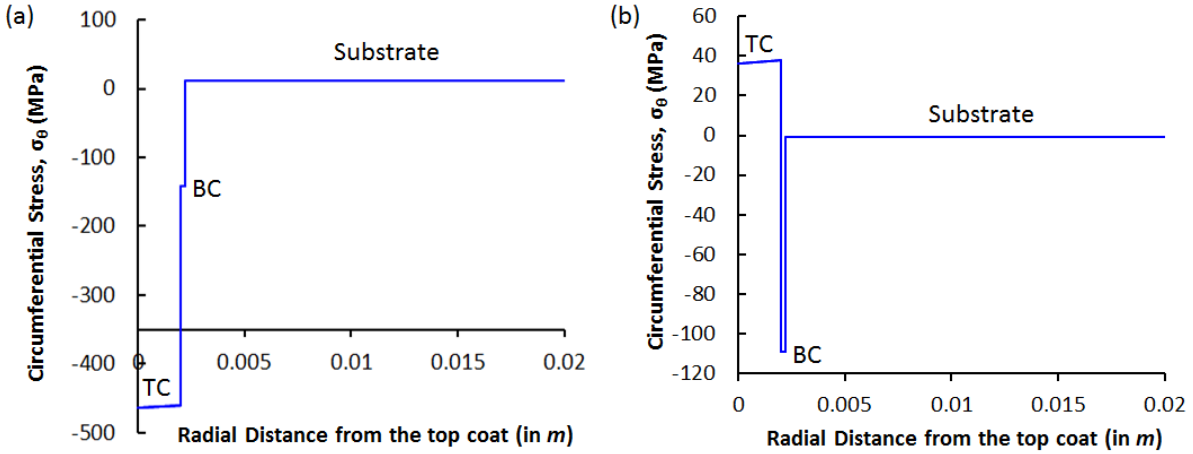 (a)
Circumferential Stress, σθ (MPa)
100
0
-100
-200
-300
-400
-500
Substrate
BC
TC
0
0.005
0.01
0.015
0.02
Radial Distance from the top coat (in m)
(b)
Circumferential Stress, σθ (MPa)
60
40
20
0
-20
-40
-60
-80
-100
-120
TC
Substrate
BC
0
0.005
0.01
0.015
0.02
Radial Distance from the top coat (in m)